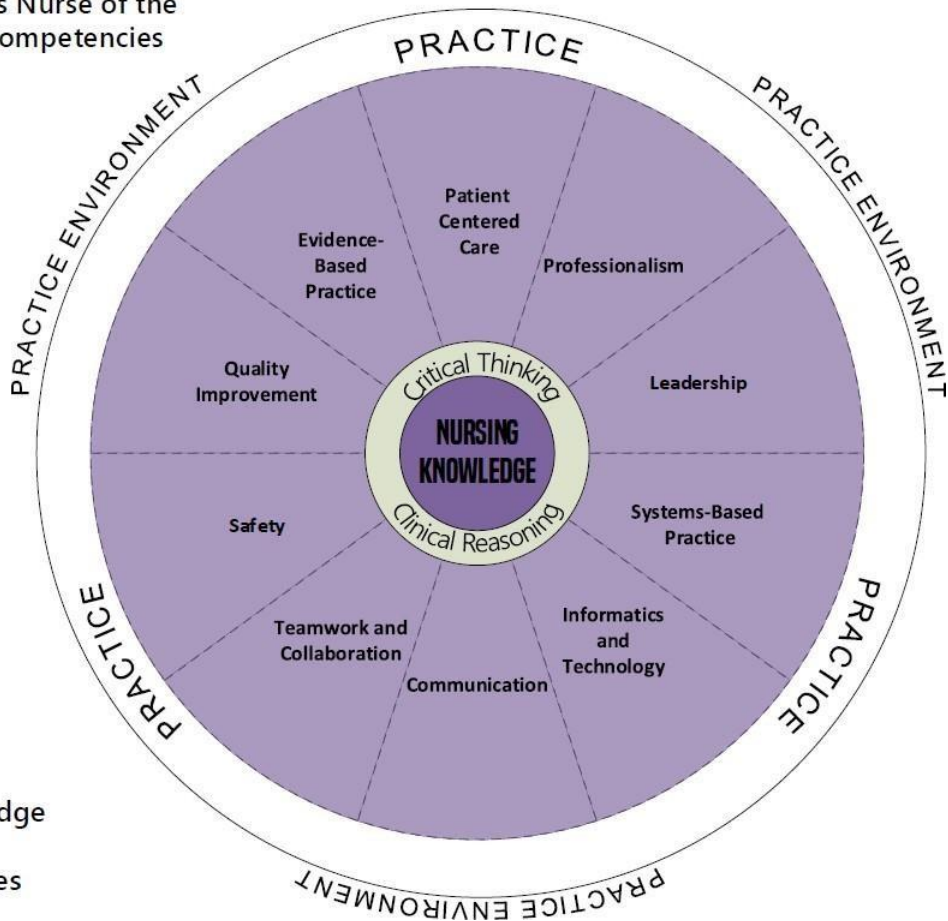 s Nurse of the
ompetencies
PRACTICE
PRACTICE ENVIRONMENT
PRACTICE ENVIRONMENT
Patient
Centered
Care
Evidence-
Based
Practice
Professionalism
Quality
Improvement
Leadership
Critical Thinking
NURSING
KNOWLEDGE
Clinical Reasoning
Safety
Systems-Based
Practice
Teamwork and
Collaboration
Informatics
and
Technology
Communication
PRACTICE
PRACTICE
dge
es
PRACTICE ENVIRONMENT